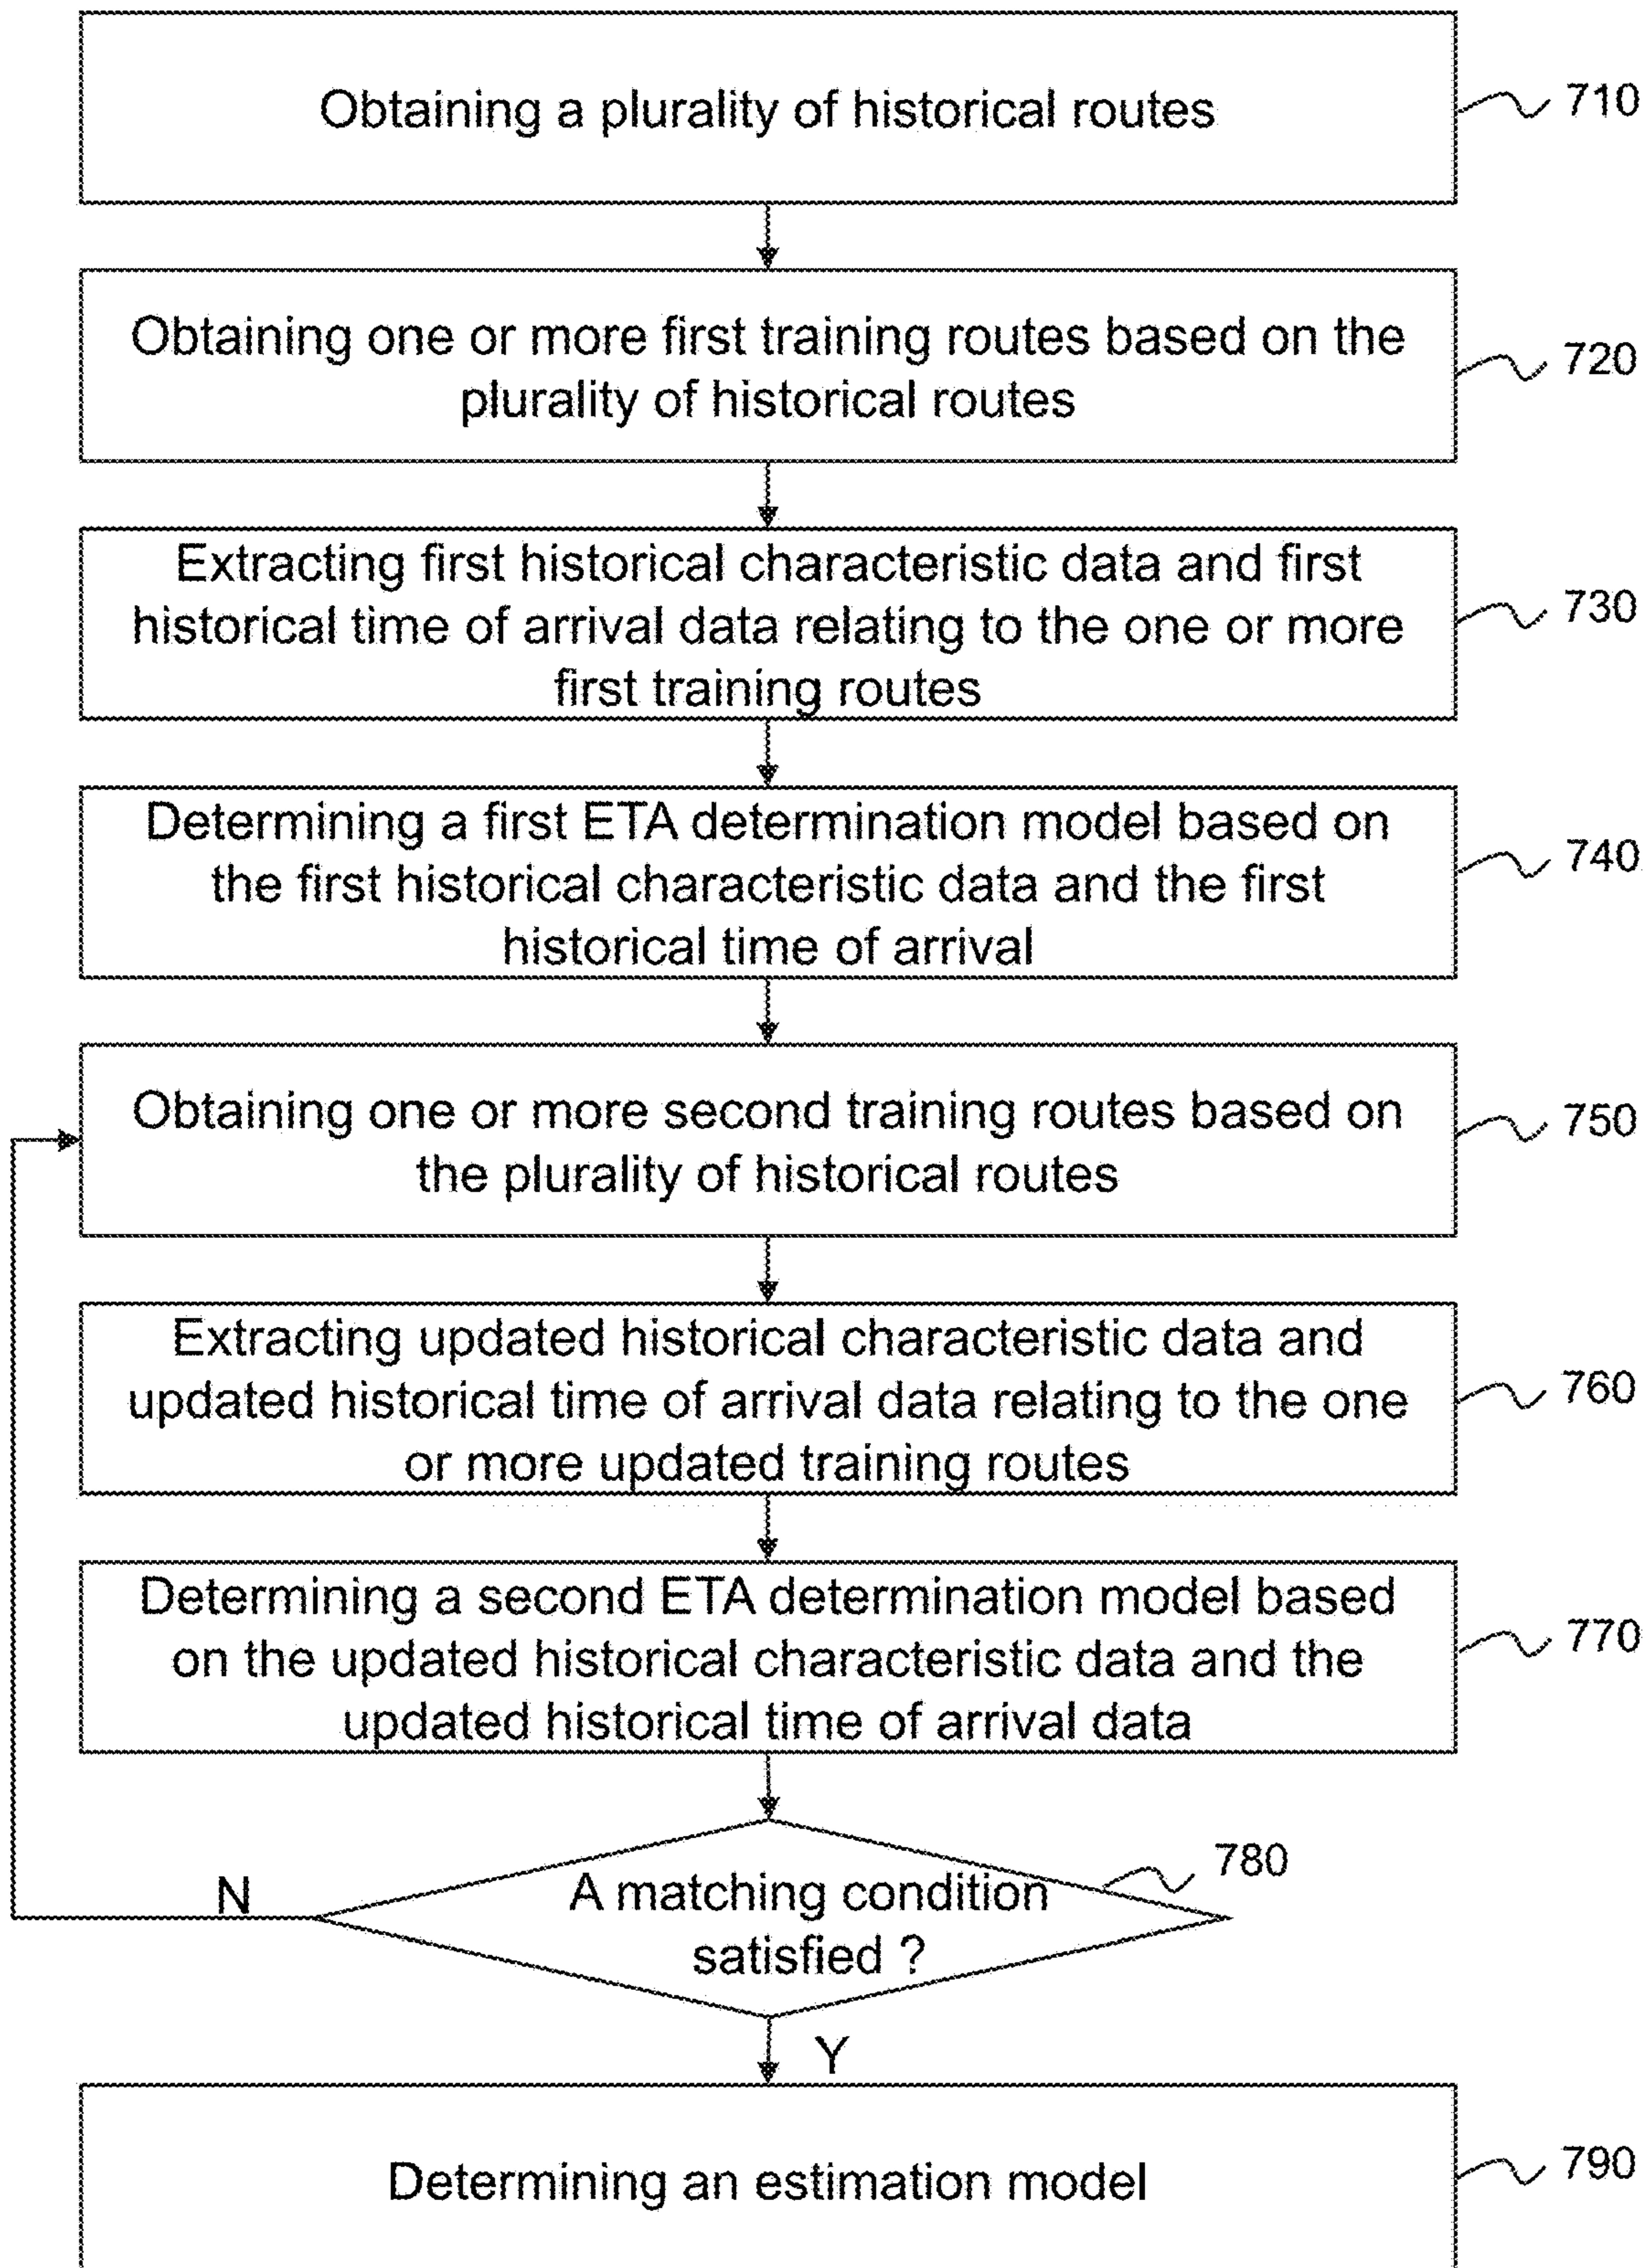 Obtaining a plurality of historical routes
710
Obtaining one or more first training routes based on the
plurality of historical routes
720
Extracting first historical characteristic data and first
historical time of arrival data relating to the one or more
first training routes
730
Determining a first ETA determination model based on
the first historical characteristic data and the first
historical time of arrival
740
Obtaining one or more second training routes based on
the plurality of historical routes
750
Extracting updated historical characteristic data and
updated historical time of arrival data relating to the one
or more updated training routes
760
Determining a second ETA determination model based
on the updated historical characteristic data and the
updated historical time of arrival data
770
780
N
A matching condition
satisfied ?
Y
Determining an estimation model
790